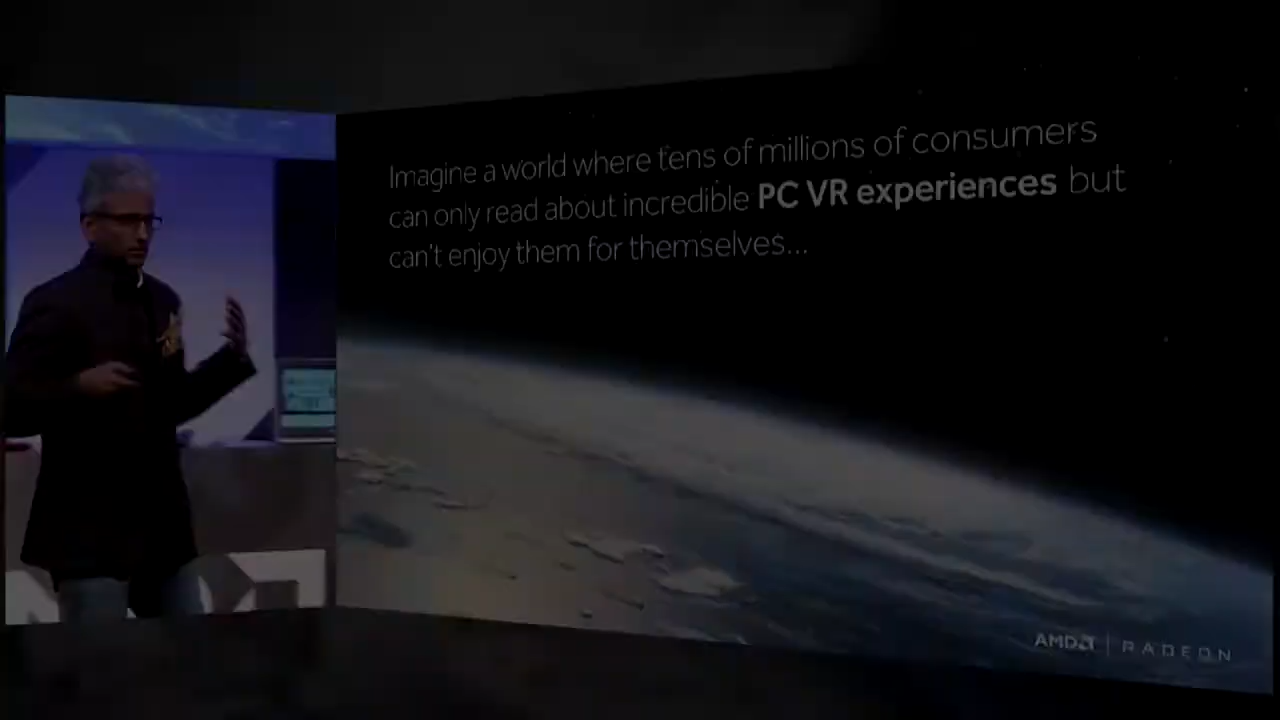 Imagine a world where tens of millions of consumers
can only read about incredible PC VR experiences but
can't enjoy them for themselves...
AMD | RADEON